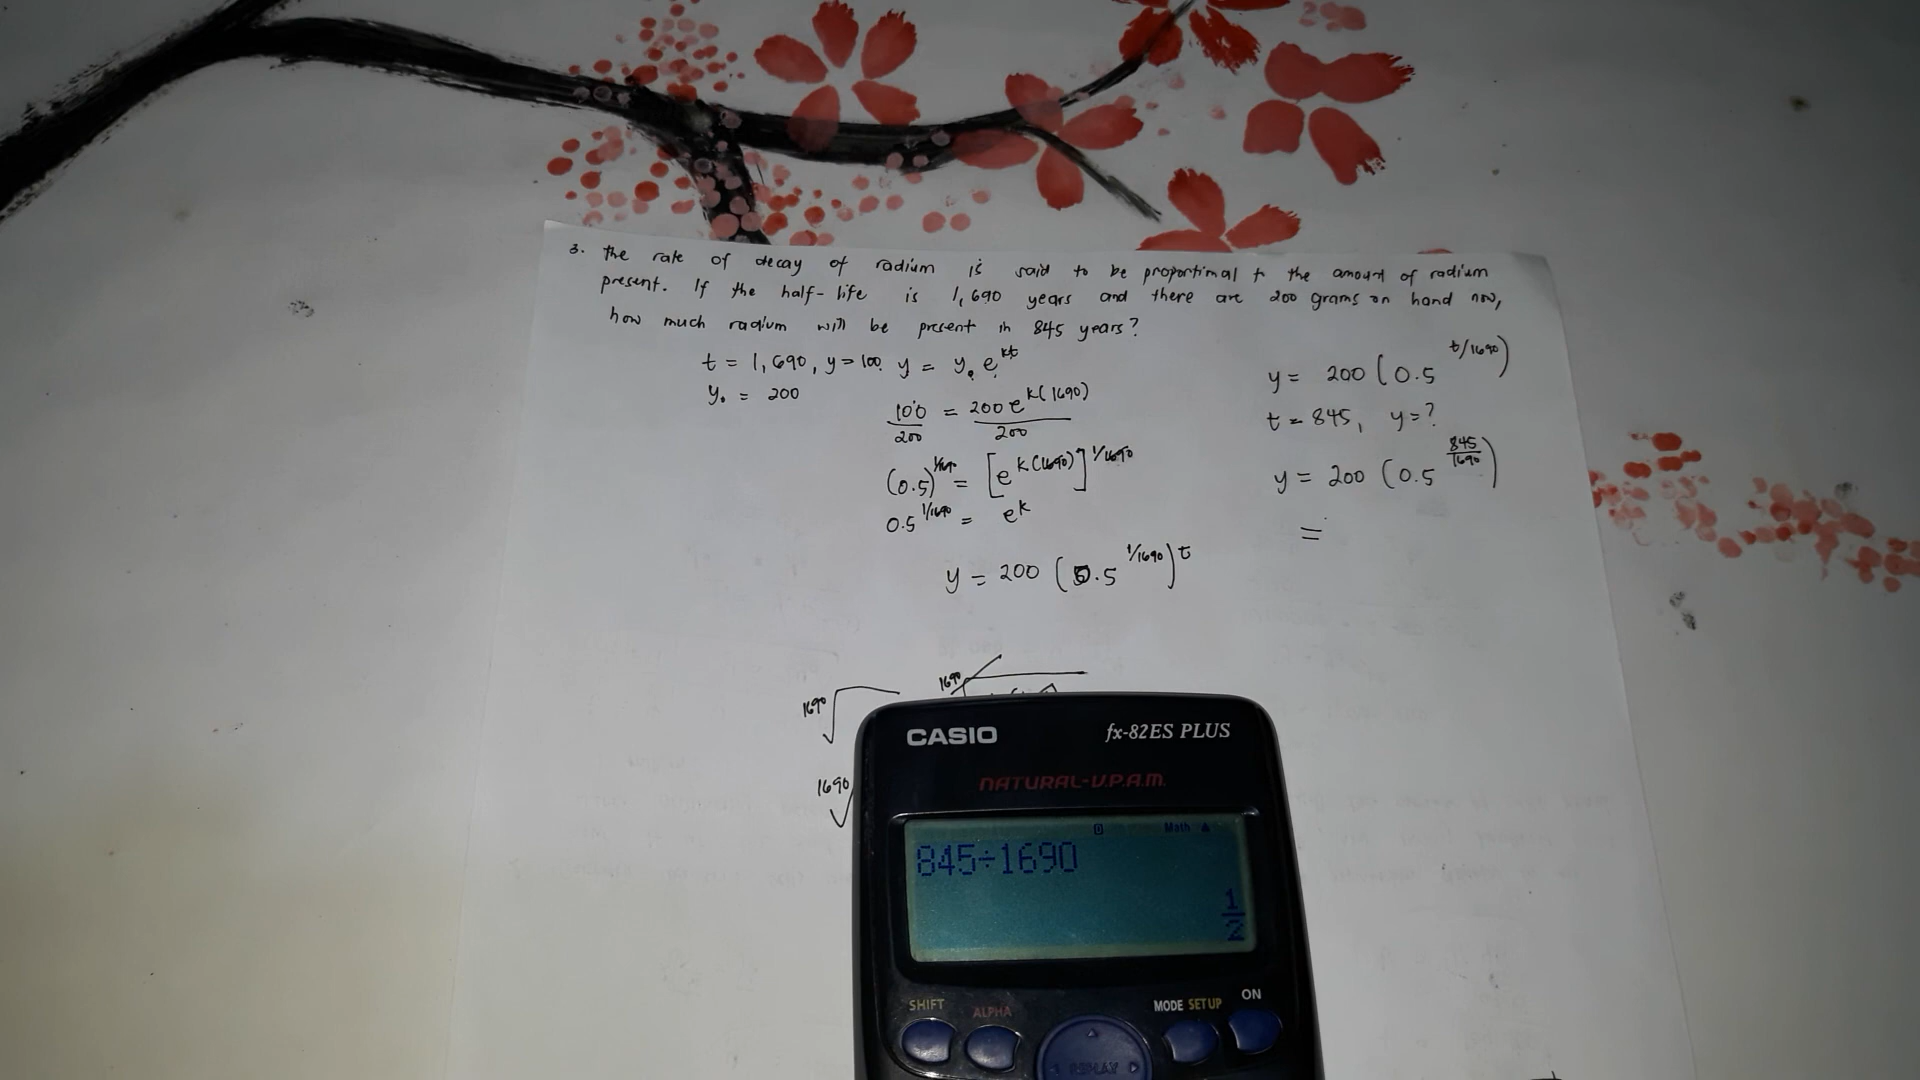 3. the rate of decay of radium is said to be proportional to the amount of radium
present. If the half-life is 1,690 years and there are 200 grams on hand now,
how much radium will be present in 845 years?
t = 1,690, y = 100 y = y₀ e^kt
y₀ = 200
100/200 = 200 e^k(1690)/200
(0.5)^1/1690 = [e^k(1690)]^1/1690
0.5^1/1690 = e^k
y = 200 (0.5^1/1690)^t
y = 200 (0.5^t/1690)
t = 845, y = ?
y = 200 (0.5^845/1690)
=
1690
1690
1690
CASIO fx-82ES PLUS
NATURAL-V.P.A.M.
D Math ▲
845÷1690
1/2
SHIFT ALPHA MODE SETUP ON
REPLAY